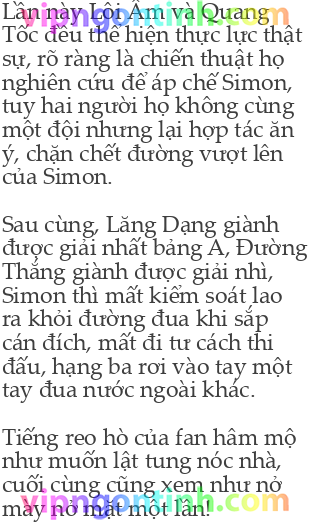 Lần này Lôi Âm và Quang
Tốc đều thể hiện thực lực thật
sự, rõ ràng là chiến thuật họ
nghiên cứu để áp chế Simon,
tuy hai người họ không cùng
một đội nhưng lại hợp tác ăn
ý, chặn chết đường vượt lên
của Simon.
Sau cùng, Lăng Dạng giành
được giải nhất bảng A, Đường
Thắng giành được giải nhì,
Simon thì mất kiểm soát lao
ra khỏi đường đua khi sắp
cán đích, mất đi tư cách thi
đấu, hạng ba rơi vào tay một
tay đua nước ngoài khác.
Tiếng reo hò của fan hâm mộ
như muốn lật tung nóc nhà,
cuối cùng cũng xem như nở
mày nở mặt một lần!
vipngontinh.com
vipngontinh.com